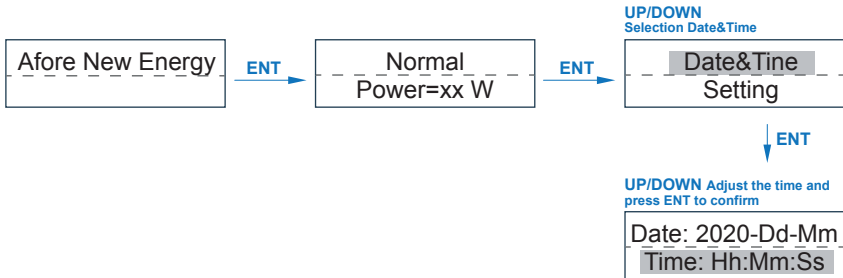 UP/DOWN
Selection Date&Time
Afore New Energy
ENT
Normal
Power=xx W
ENT
Date&Tine
Setting
ENT
UP/DOWN Adjust the time and
press ENT to confirm
Date: 2020-Dd-Mm
Time: Hh:Mm:Ss